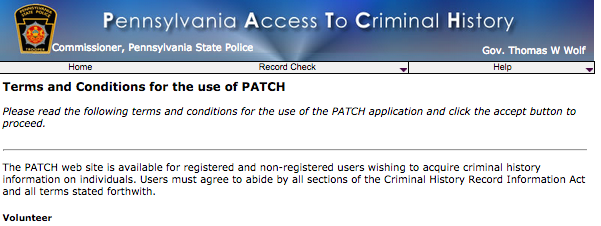 Pennsylvania Access To Criminal History
Commissioner, Pennsylvania State Police
Gov. Thomas W Wolf
Home Record Check Help
Terms and Conditions for the use of PATCH
Please read the following terms and conditions for the use of the PATCH application and click the accept button to
proceed.
The PATCH web site is available for registered and non-registered users wishing to acquire criminal history
information on individuals. Users must agree to abide by all sections of the Criminal History Record Information Act
and all terms stated forthwith.
Volunteer